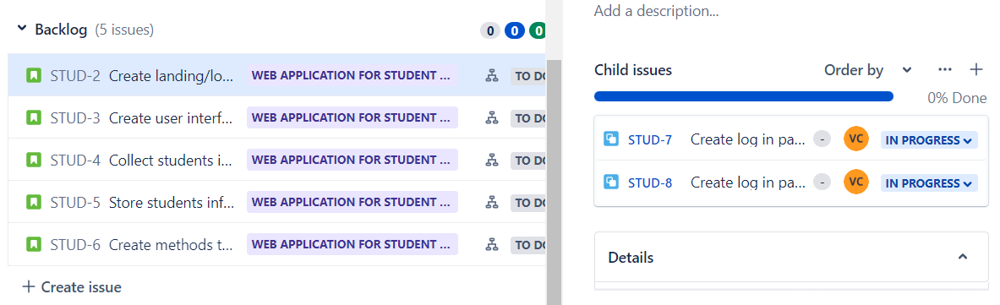 Backlog (5 issues) 0 0 0
STUD-2 Create landing/lo... WEB APPLICATION FOR STUDENT ... TO DO
STUD-3 Create user interf... WEB APPLICATION FOR STUDENT ... TO DO
STUD-4 Collect students i... WEB APPLICATION FOR STUDENT ... TO DO
STUD-5 Store students inf... WEB APPLICATION FOR STUDENT ... TO DO
STUD-6 Create methods t... WEB APPLICATION FOR STUDENT ... TO DO
+ Create issue
Add a description...
Child issues Order by ... +
0% Done
STUD-7 Create log in pa... - VC IN PROGRESS
STUD-8 Create log in pa... - VC IN PROGRESS
Details